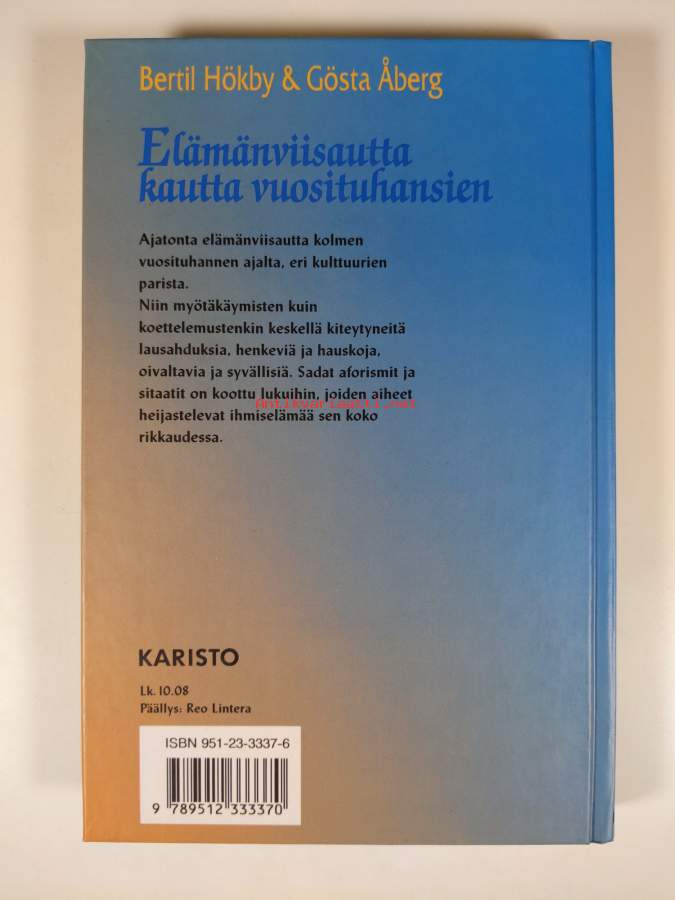 Bertil Hökby & Gösta Åberg
Elämänviisautta
kautta vuosituhansien
Ajatonta elämänviisautta kolmen
vuosituhannen ajalta, eri kulttuurien
parista.
Niin myötäkäymisten kuin
koettelemustenkin keskellä kiteytyneitä
lausahduksia, henkeviä ja hauskoja,
oivaltavia ja syvällisiä. Sadat aforismit ja
sitaatit on koottu lukuihin, joiden aiheet
Antikvariaatti.net
heijastelevat ihmiselämää sen koko
rikkaudessa.
KARISTO
Lk. 10.08
Päällys: Reo Lintera
ISBN 951-23-3337-6
9 789512 333370